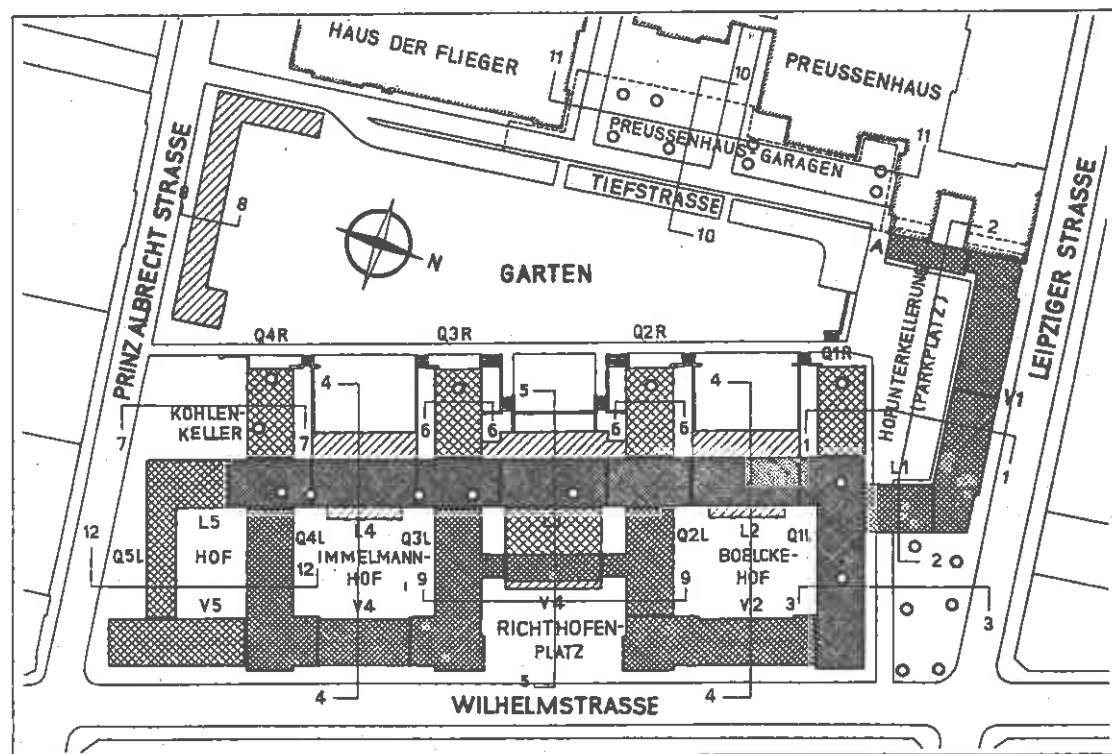 HAUS DER FLIEGER
11
10
PREUSSENHAUS
11
PREUSSENHAUS
GARAGEN
TIEFSTRASSE
10
2
A
8
8
PRINZ ALBRECHT STRASSE
N
GARTEN
LEIPZIGER STRASSE
HOFUNTERKELLERUNG
(PARKPLATZ)
V1
Q4R
Q3R
Q2R
Q1R
4
5
4
KOHLEN-
KELLER
7
7
6
6
6
6
1
1
L1
L5
L4
L2
12
Q5L
HOF
Q4L
IMMELMANN-
HOF
Q3L
Q2L
BOELCKE-
HOF
Q1L
12
9
9
2
V5
V4
V4
V2
3
3
RICHTHOFEN-
PLATZ
4
5
4
WILHELMSTRASSE